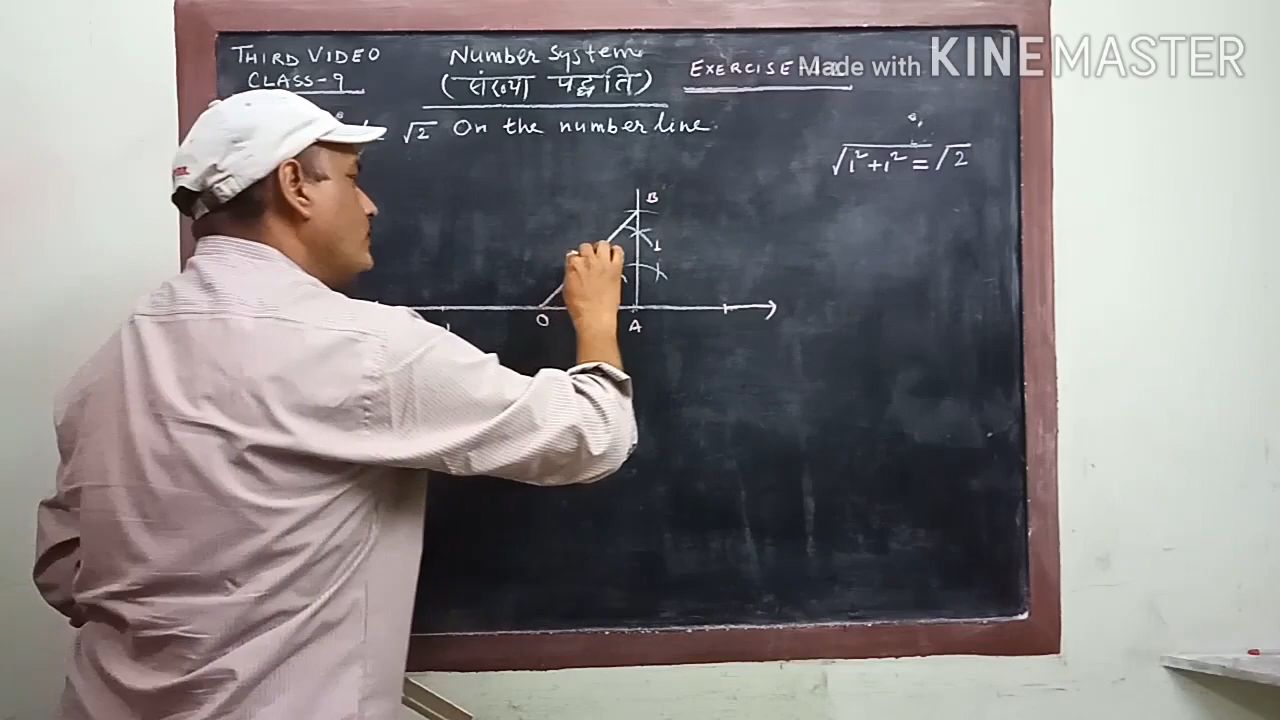 THIRD VIDEO
CLASS-9
Number System
(संख्या पद्धति)
EXERCISE
Made with KINEMASTER
√2 On the number line
√1²+1² = √2
B
1
O
A